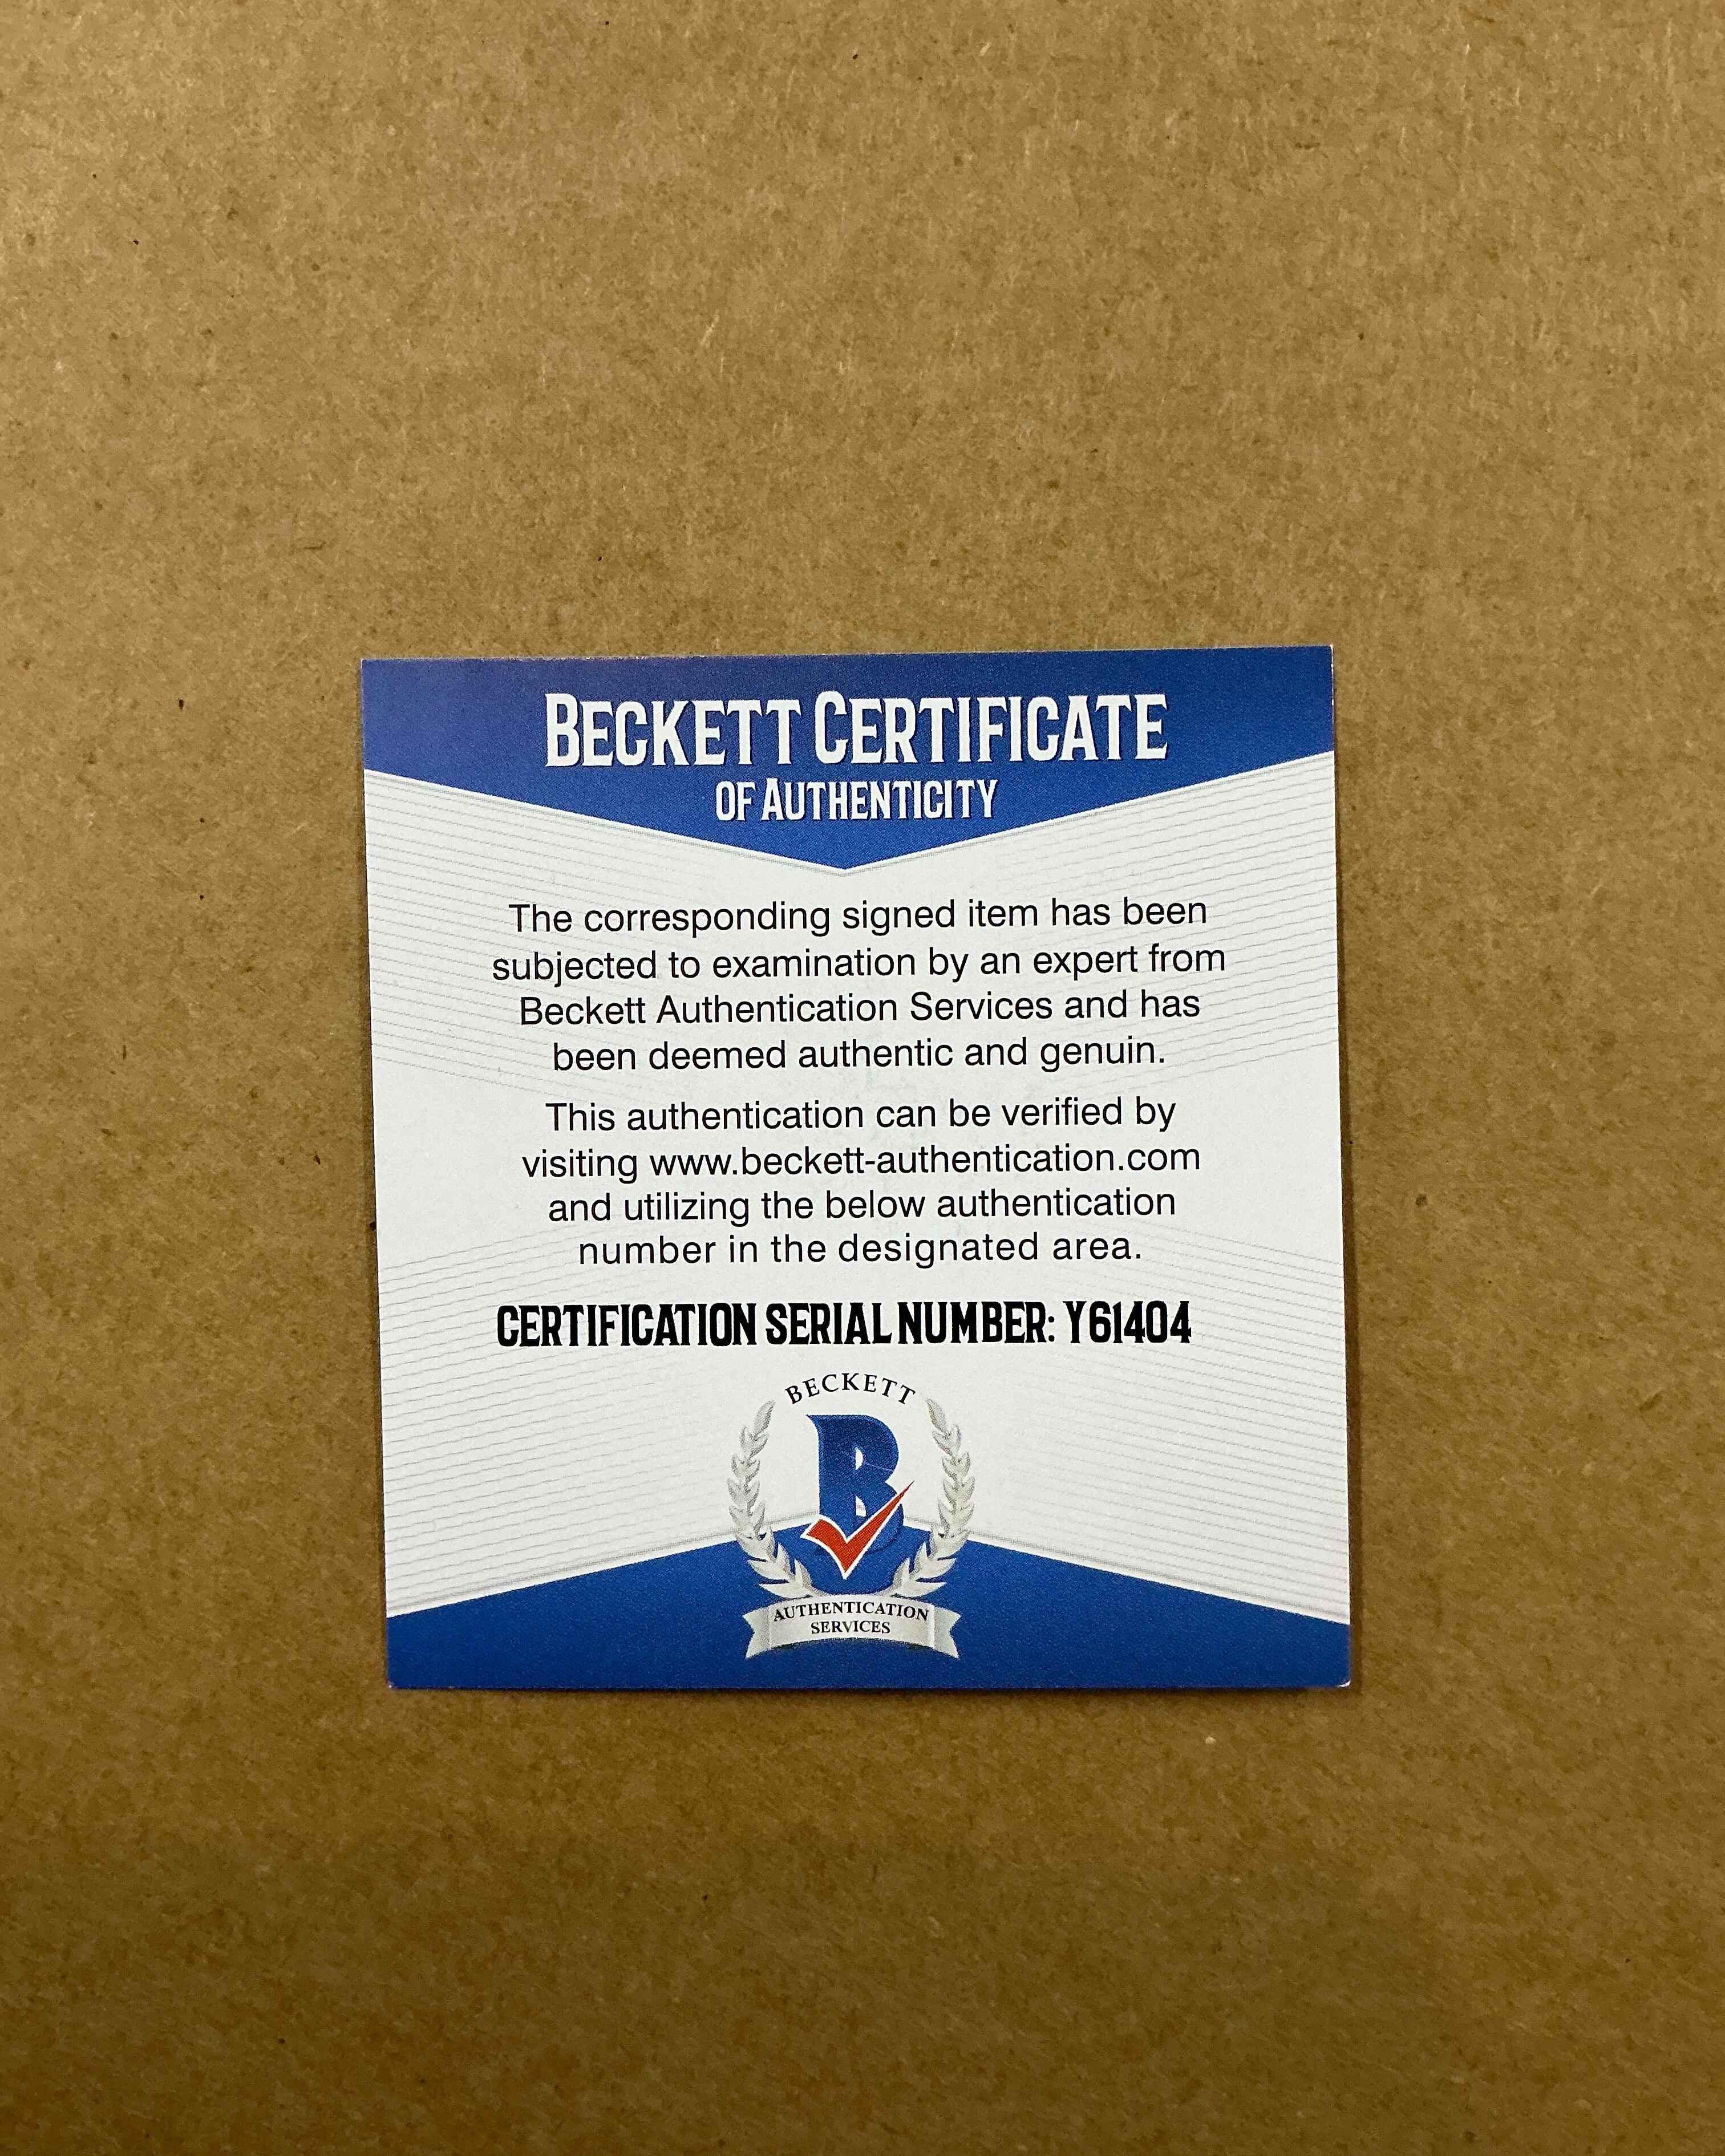 BECKETT CERTIFICATE
OF AUTHENTICITY
The corresponding signed item has been
subjected to examination by an expert from
Beckett Authentication Services and has
been deemed authentic and genuin.
This authentication can be verified by
visiting www.beckett-authentication.com
and utilizing the below authentication
number in the designated area.
CERTIFICATION SERIAL NUMBER: Y61404
BECKETT
B
AUTHENTICATION
SERVICES